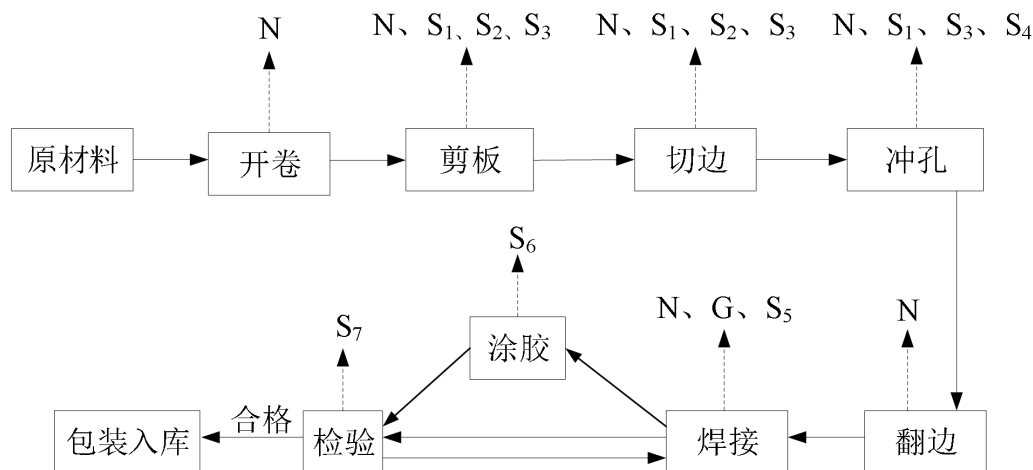 N
N、S₁、S₂、S₃
N、S₁、S₂、S₃
N、S₁、S₃、S₄
原材料
开卷
剪板
切边
冲孔
S₆
S₇
涂胶
N、G、S₅
N
合格
包装入库
检验
焊接
翻边